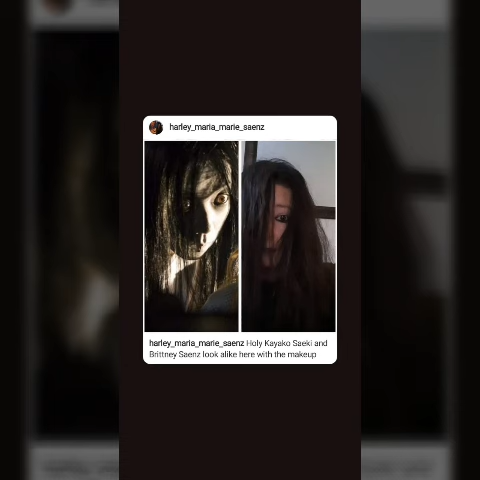 harley_maria_marie_saenz
harley_maria_marie_saenz Holy Kayako Saeki and
Brittney Saenz look alike here with the makeup